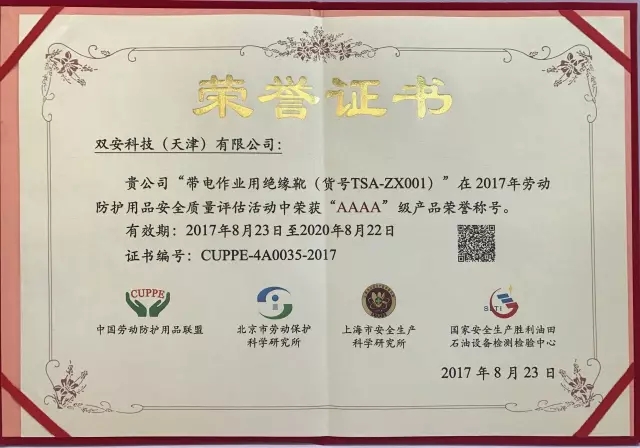 荣誉证书
双安科技（天津）有限公司：
贵公司“带电作业用绝缘靴（货号TSA-ZX001）”在2017年劳动
防护用品安全质量评估活动中荣获“AAAA”级产品荣誉称号。
有效期：2017年8月23日至2020年8月22日
证书编号：CUPPE-4A0035-2017
CUPPE
中国劳动防护用品联盟
北京市劳动保护
科学研究所
上海市安全生产
科学研究所
SETI
国家安全生产胜利油田
石油设备检测检验中心
2017年8月23日